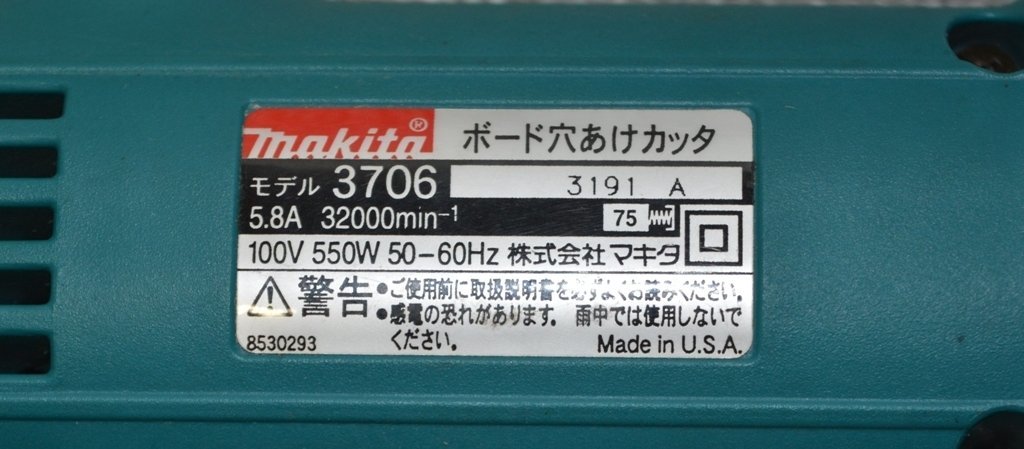 makita® ボード穴あけカッタ
モデル 3706 3191 A
5.8A 32000min-1 75
100V 550W 50-60Hz 株式会社 マキタ
警告 •ご使用前に取扱説明書を必ずよくお読みください。
•感電の恐れがあります。 雨中では使用しないで
ください。
8530293 Made in U.S.A.